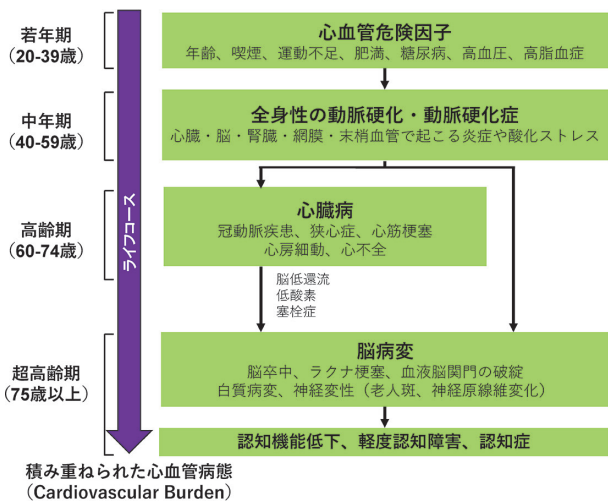 若年期
(20-39歳)
心血管危険因子
年齢、喫煙、運動不足、肥満、糖尿病、高血圧、高脂血症
中年期
(40-59歳)
全身性の動脈硬化・動脈硬化症
心臓・脳・腎臓・網膜・末梢血管で起こる炎症や酸化ストレス
ライフコース
高齢期
(60-74歳)
心臓病
冠動脈疾患、狭心症、心筋梗塞
心房細動、心不全
脳低還流
低酸素
塞栓症
超高齢期
(75歳以上)
脳病変
脳卒中、ラクナ梗塞、血液脳関門の破綻
白質病変、神経変性（老人斑、神経原線維変化）
認知機能低下、軽度認知障害、認知症
積み重ねられた心血管病態
(Cardiovascular Burden)